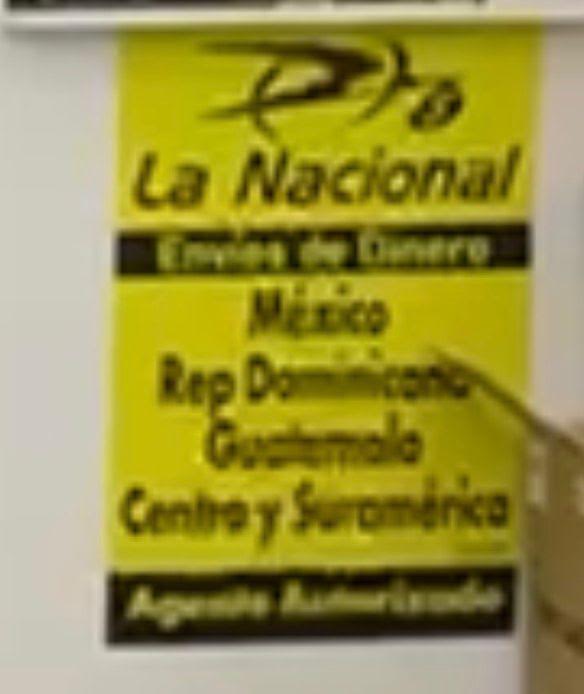 La Nacional
Envios de Dinero
México
Rep Dominicana
Guatemala
Centro y Suramérica
Agente Autorizado